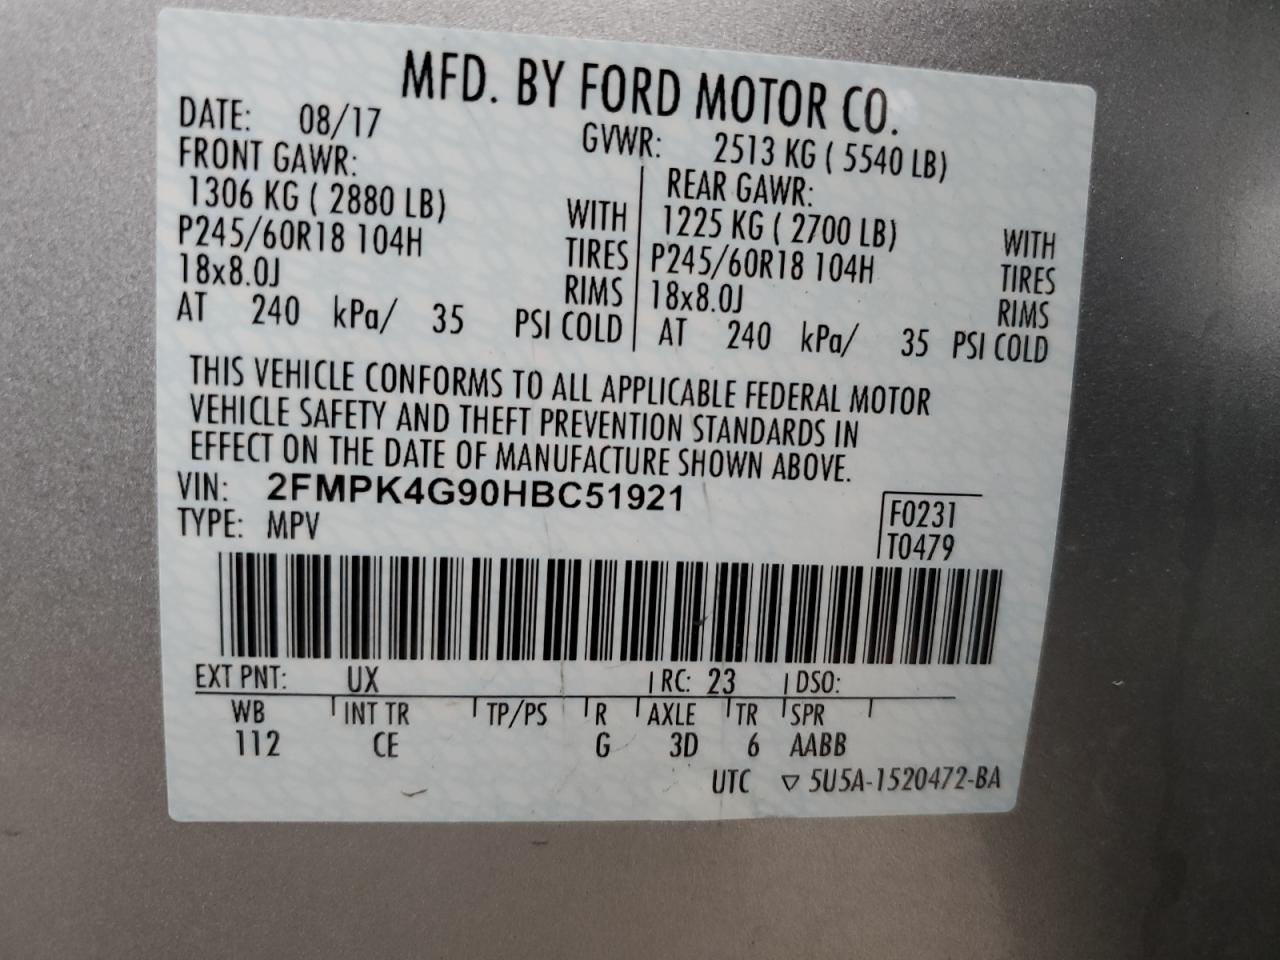 MFD. BY FORD MOTOR CO.
DATE: 08/17 GVWR: 2513 KG ( 5540 LB)
FRONT GAWR: REAR GAWR:
1306 KG ( 2880 LB) WITH 1225 KG ( 2700 LB) WITH
P245/60R18 104H TIRES P245/60R18 104H TIRES
18x8.0J RIMS 18x8.0J RIMS
AT 240 kPa/ 35 PSI COLD AT 240 kPa/ 35 PSI COLD
THIS VEHICLE CONFORMS TO ALL APPLICABLE FEDERAL MOTOR
VEHICLE SAFETY AND THEFT PREVENTION STANDARDS IN
EFFECT ON THE DATE OF MANUFACTURE SHOWN ABOVE.
VIN: 2FMPK4G90HBC51921
TYPE: MPV
F0231
T0479
EXT PNT: UX RC: 23 DSO:
WB INT TR TP/PS R AXLE TR SPR
112 CE G 3D 6 AABB
UTC ▽ 5U5A-1520472-BA